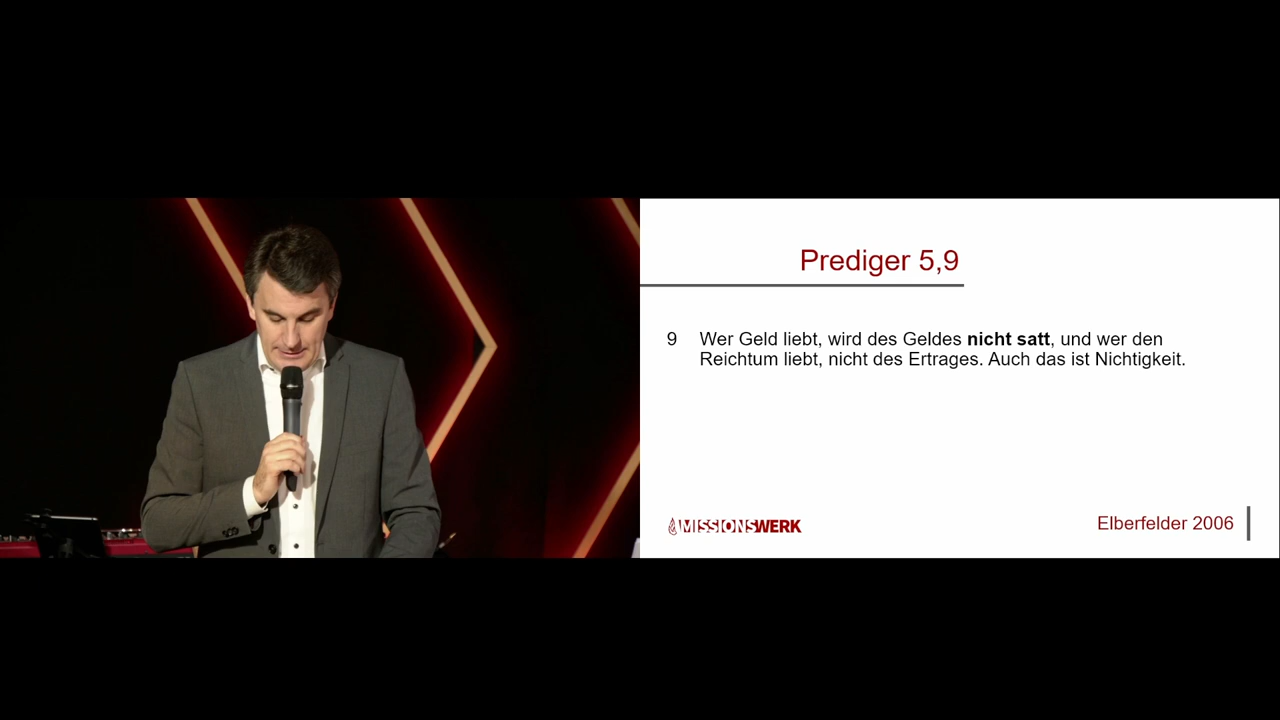 Prediger 5,9
9 Wer Geld liebt, wird des Geldes nicht satt, und wer den
Reichtum liebt, nicht des Ertrages. Auch das ist Nichtigkeit.
MISSIONSWERK
Elberfelder 2006